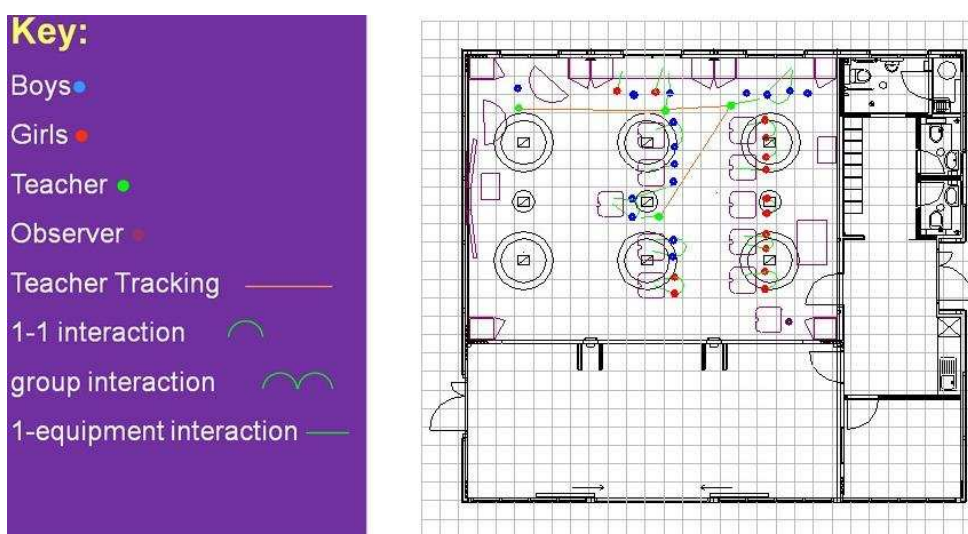 Key:
Boys
Girls
Teacher
Observer
Teacher Tracking
1-1 interaction
group interaction
1-equipment interaction